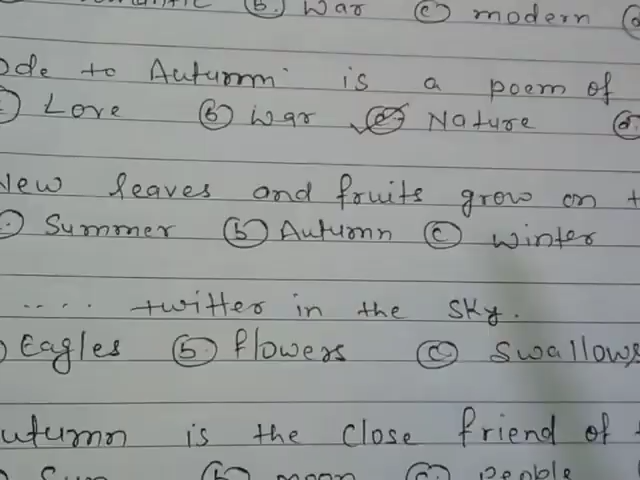 (b.) War (c) modern
ode to Autumn is a poem of
Love (b) War (c) Nature (d.
New leaves and fruits grow on
Summer (b) Autumn (c) winter
..... twitter in the sky.
Eagles (b.) flowers (c) swallows
Autumn is the close friend of
Sun (b) moon (c) people